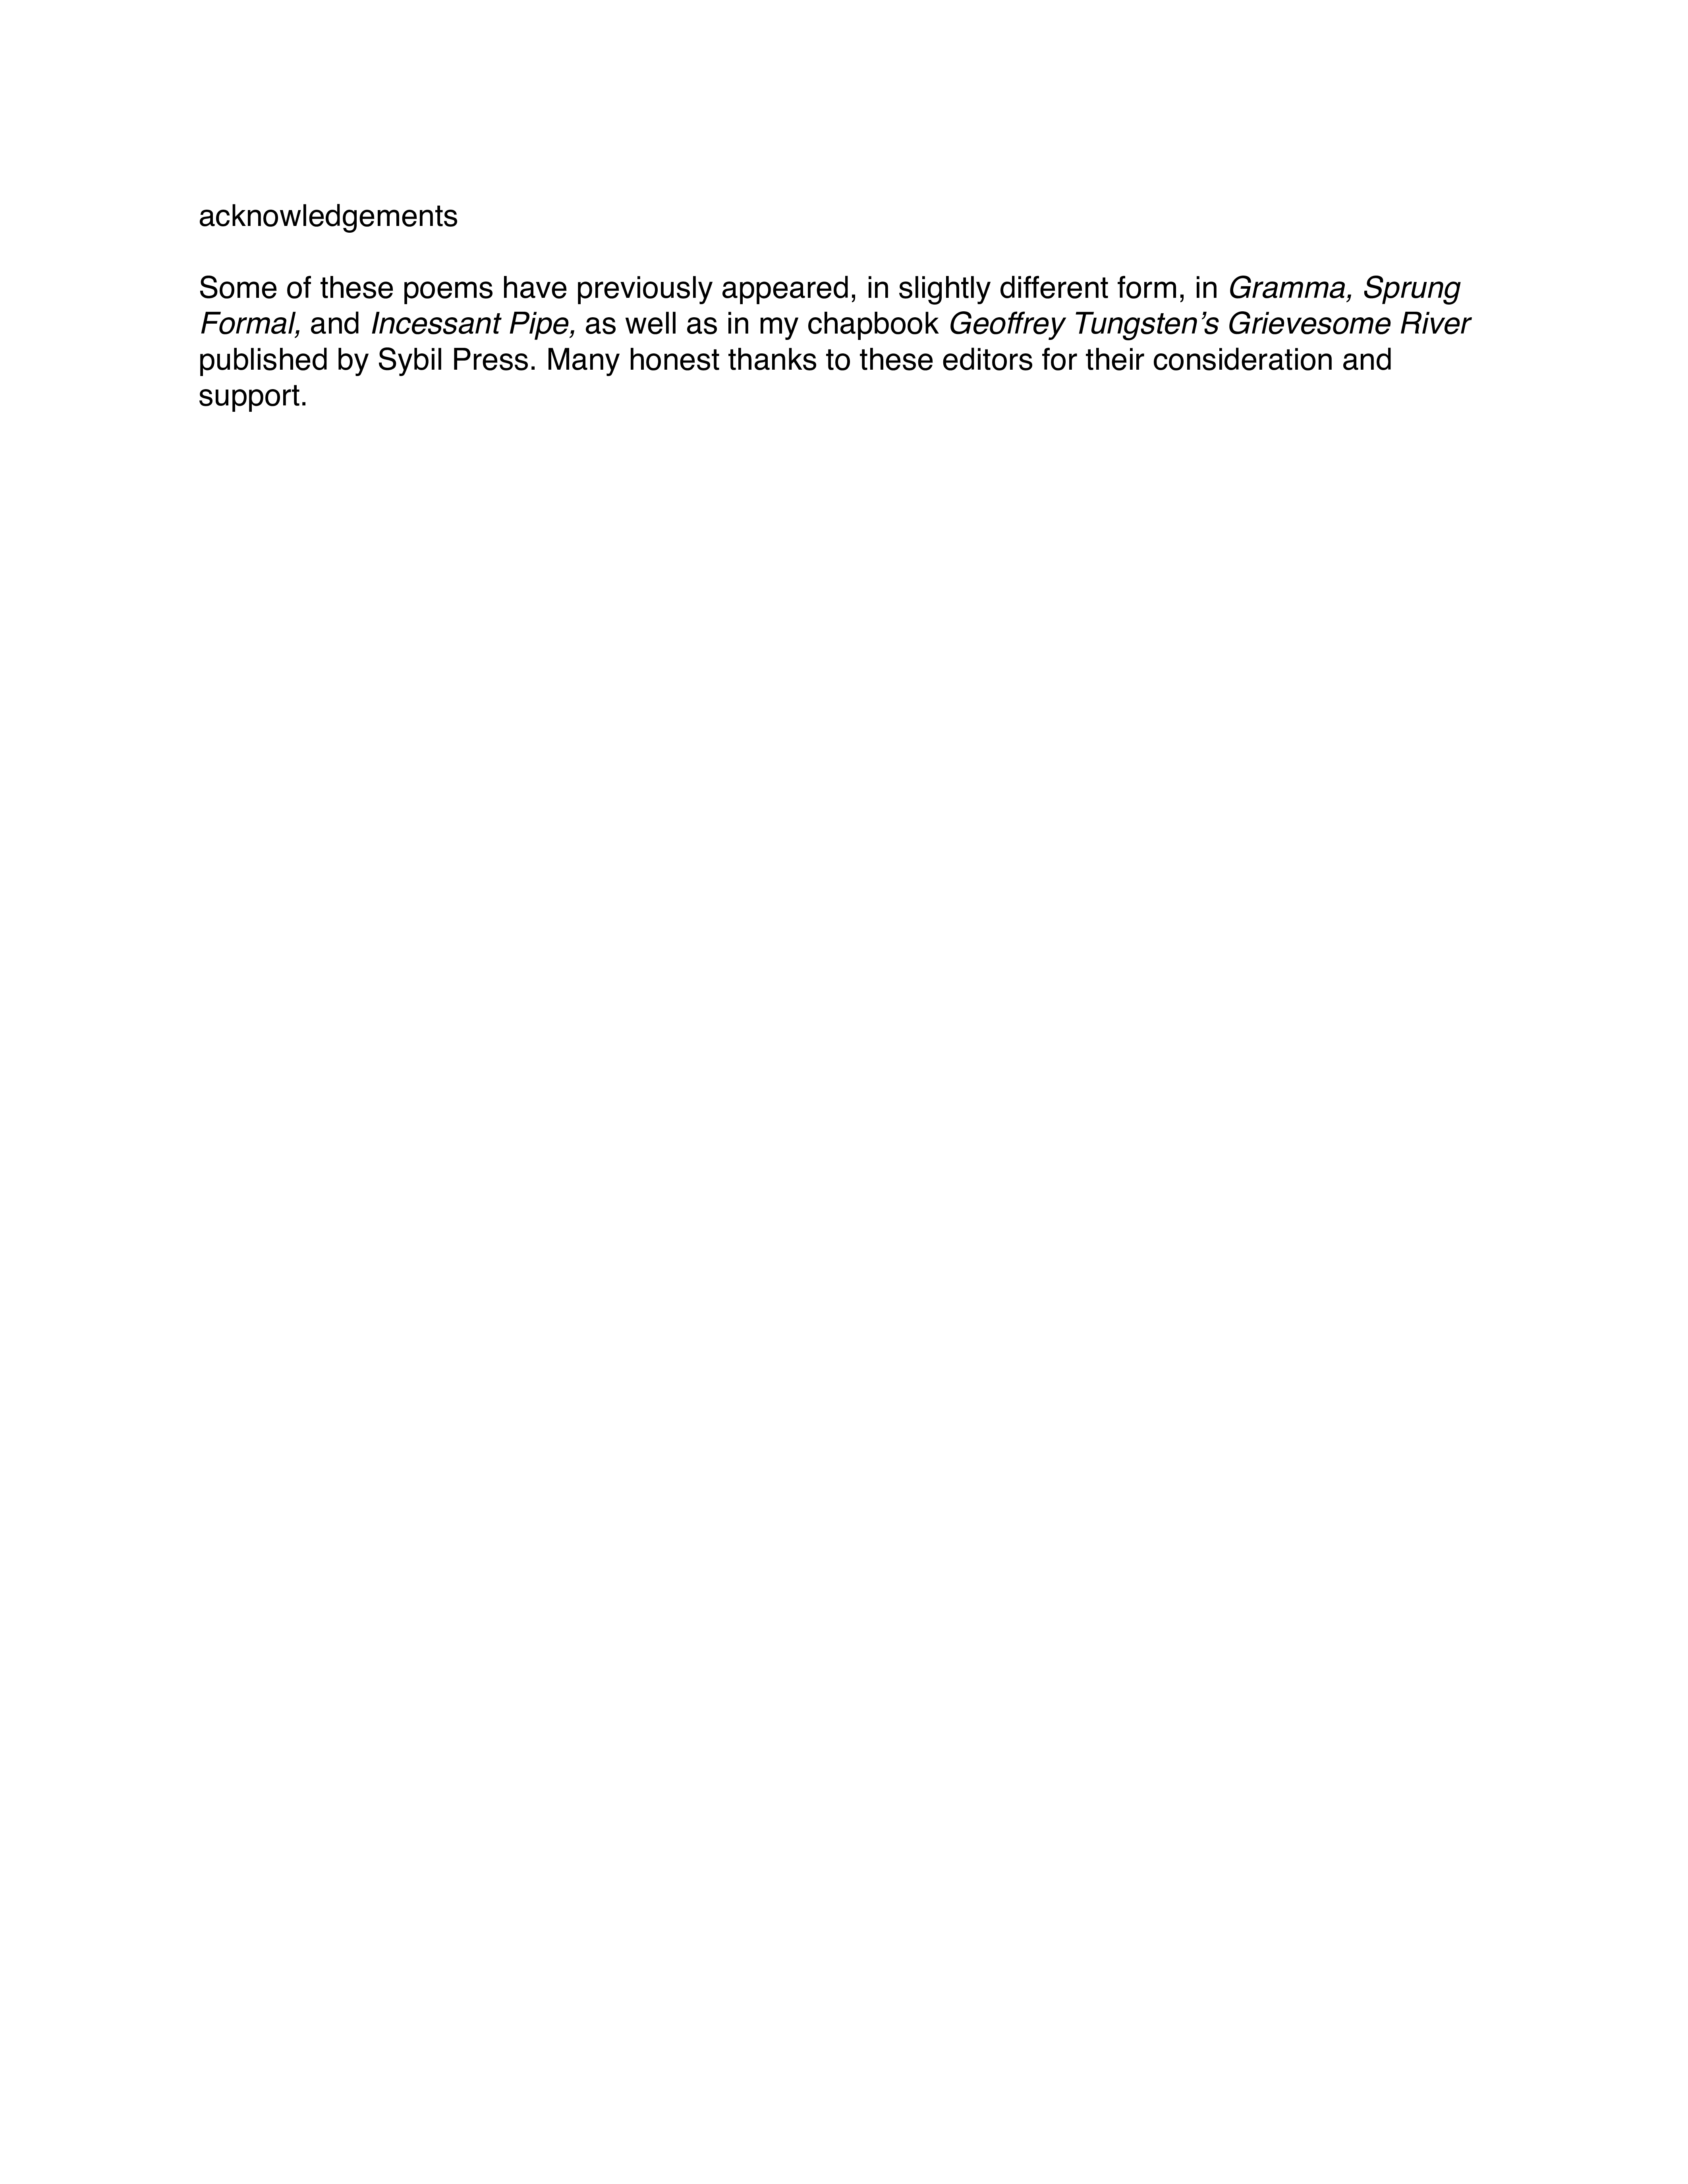 acknowledgements
Some of these poems have previously appeared, in slightly different form, in Gramma, Sprung
Formal, and Incessant Pipe, as well as in my chapbook Geoffrey Tungsten’s Grievesome River
published by Sybil Press. Many honest thanks to these editors for their consideration and
support.